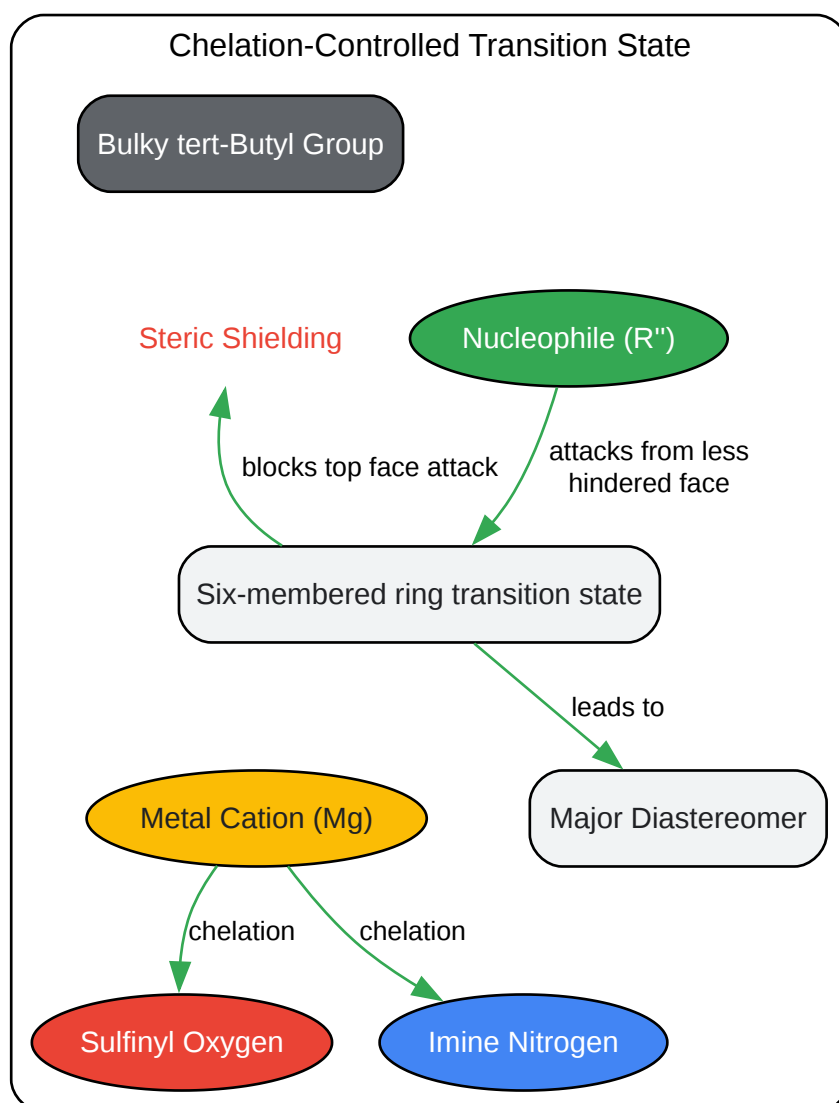 Chelation-Controlled Transition State
Bulky tert-Butyl Group
Steric Shielding
Nucleophile (R")
blocks top face attack
attacks from less
hindered face
Six-membered ring transition state
leads to
Metal Cation (Mg)
Major Diastereomer
chelation
chelation
Sulfinyl Oxygen
Imine Nitrogen